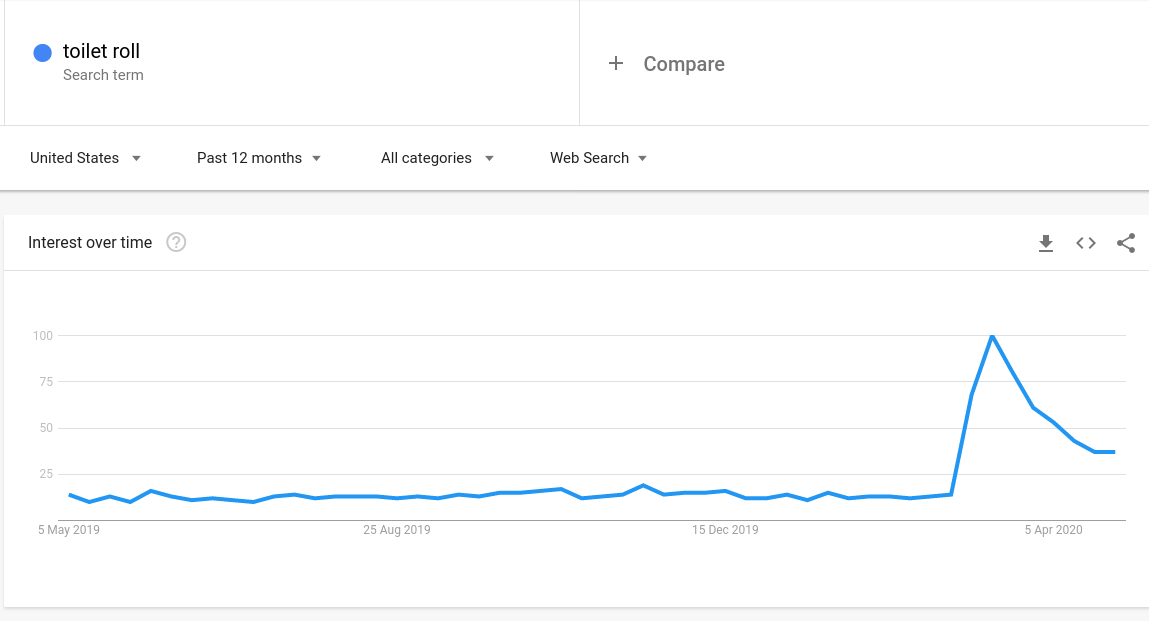 toilet roll
Search term
+ Compare
United States
Past 12 months
All categories
Web Search
Interest over time ?
100
75
50
25
5 May 2019
25 Aug 2019
15 Dec 2019
5 Apr 2020